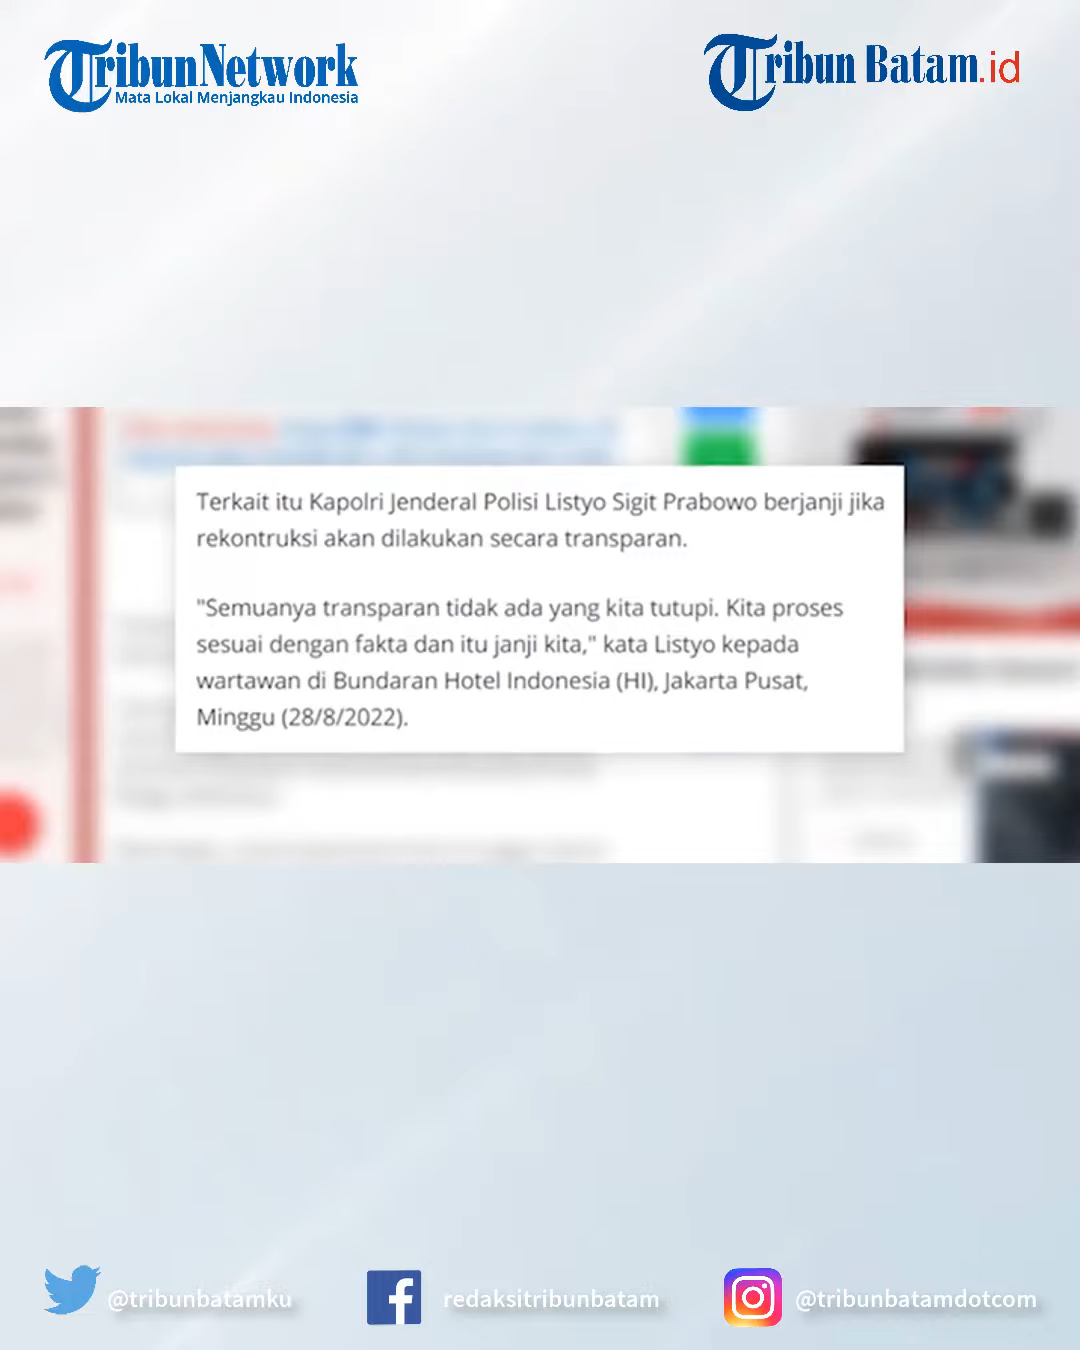 TribunNetwork
Mata Lokal Menjangkau Indonesia
Tribun Batam.id
Terkait itu Kapolri Jenderal Polisi Listyo Sigit Prabowo berjanji jika
rekontruksi akan dilakukan secara transparan.
"Semuanya transparan tidak ada yang kita tutupi. Kita proses
sesuai dengan fakta dan itu janji kita," kata Listyo kepada
wartawan di Bundaran Hotel Indonesia (HI), Jakarta Pusat,
Minggu (28/8/2022).
@tribunbatamku
redaksitribunbatam
@tribunbatamdotcom